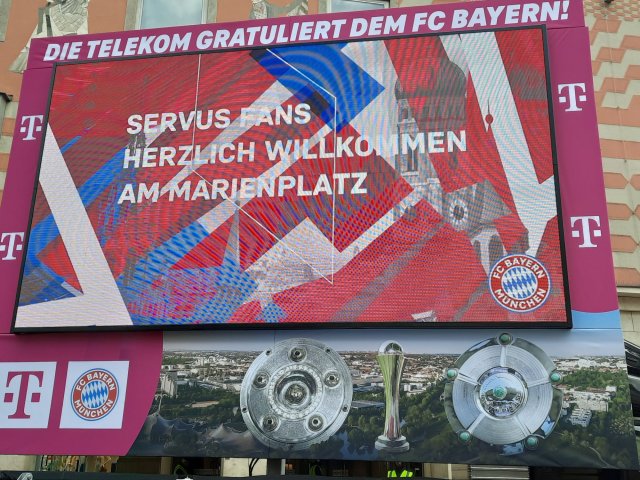 DIE TELEKOM GRATULIERT DEM FC BAYERN!
SERVUS FANS
HERZLICH WILLKOMMEN
AM MARIENPLATZ
T
T
T
T
FC BAYERN
MÜNCHEN
T
FC BAYERN
MÜNCHEN